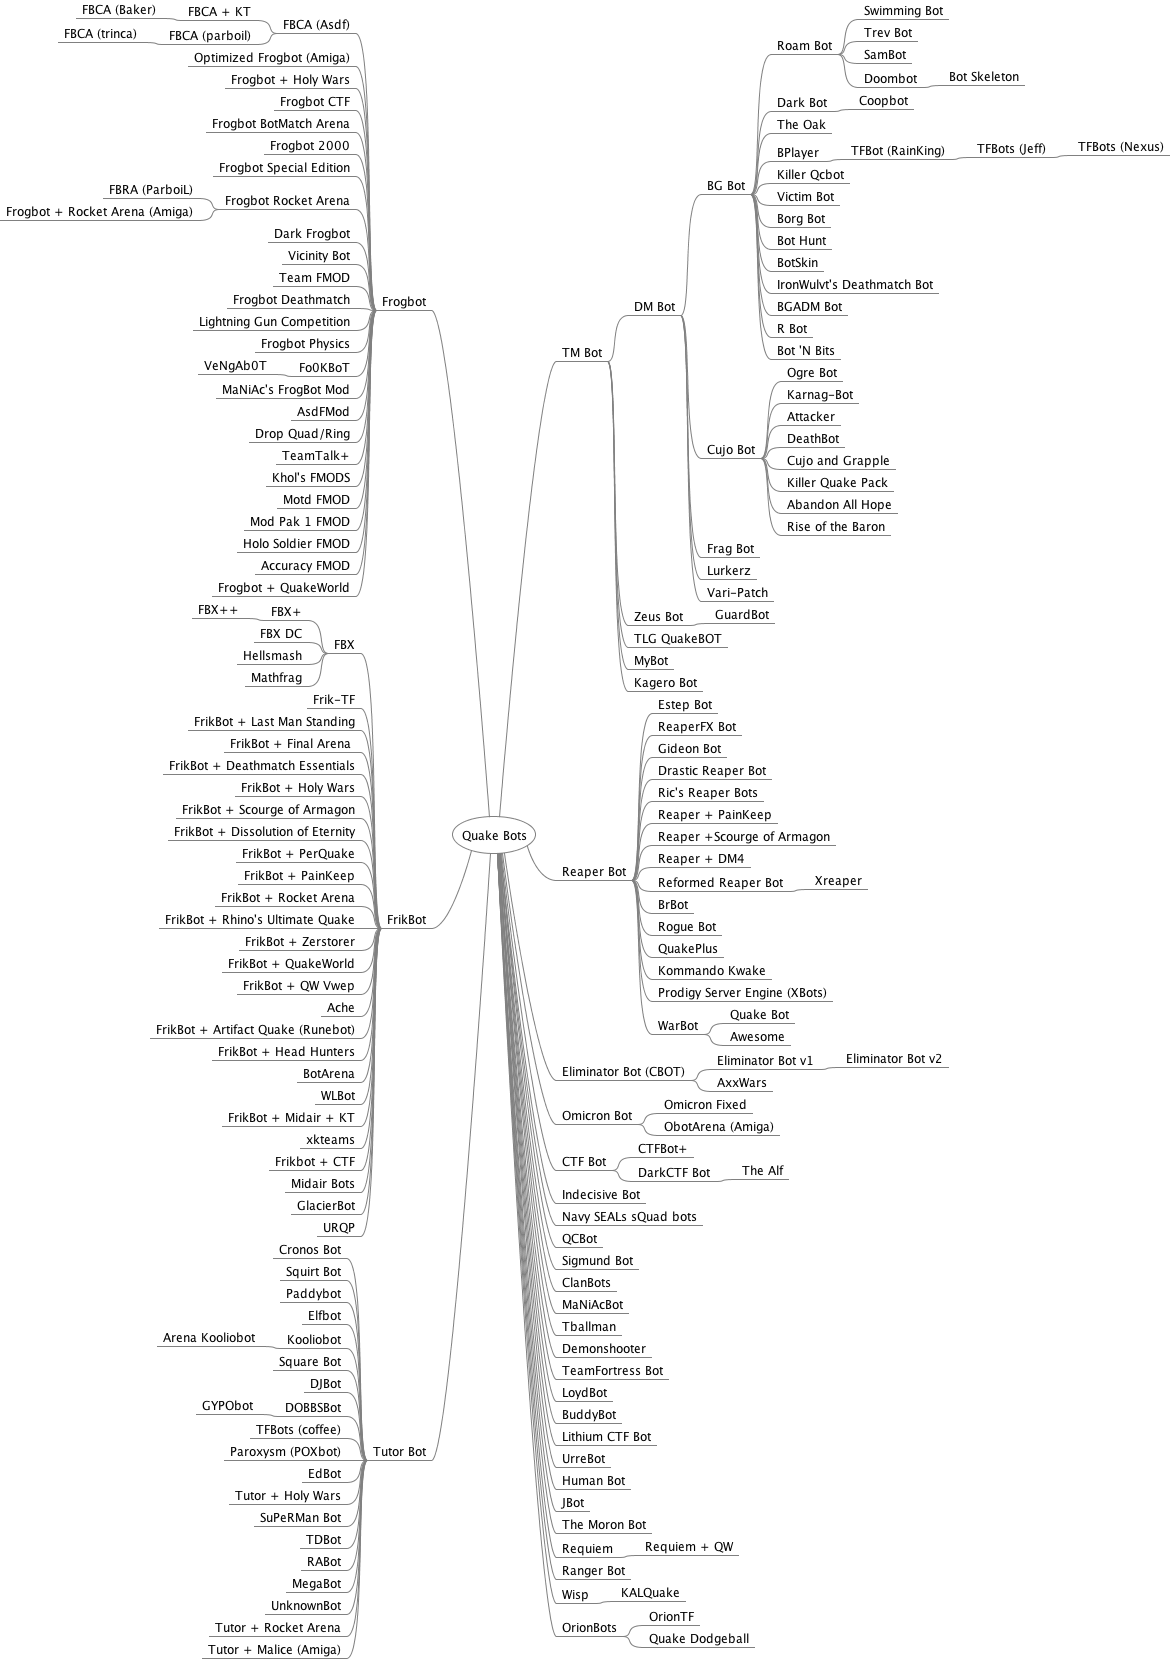 Quake Bots
Frogbot
FBCA (Asdf)
FBCA + KT
FBCA (Baker)
FBCA (parboil)
FBCA (trinca)
Optimized Frogbot (Amiga)
Frogbot + Holy Wars
Frogbot CTF
Frogbot BotMatch Arena
Frogbot 2000
Frogbot Special Edition
Frogbot Rocket Arena
FBRA (ParboiL)
Frogbot + Rocket Arena (Amiga)
Dark Frogbot
Vicinity Bot
Team FMOD
Frogbot Deathmatch
Lightning Gun Competition
Frogbot Physics
Fo0KBoT
VeNgAb0T
MaNiAc's FrogBot Mod
AsdFMod
Drop Quad/Ring
TeamTalk+
Khol's FMODS
Motd FMOD
Mod Pak 1 FMOD
Holo Soldier FMOD
Accuracy FMOD
Frogbot + QuakeWorld
FrikBot
FBX
FBX+
FBX++
FBX DC
Hellsmash
Mathfrag
Frik-TF
FrikBot + Last Man Standing
FrikBot + Final Arena
FrikBot + Deathmatch Essentials
FrikBot + Holy Wars
FrikBot + Scourge of Armagon
FrikBot + Dissolution of Eternity
FrikBot + PerQuake
FrikBot + PainKeep
FrikBot + Rocket Arena
FrikBot + Rhino's Ultimate Quake
FrikBot + Zerstorer
FrikBot + QuakeWorld
FrikBot + QW Vwep
Ache
FrikBot + Artifact Quake (Runebot)
FrikBot + Head Hunters
BotArena
WLBot
FrikBot + Midair + KT
xkteams
Frikbot + CTF
Midair Bots
GlacierBot
URQP
Tutor Bot
Cronos Bot
Squirt Bot
Paddybot
Elfbot
Kooliobot
Arena Kooliobot
Square Bot
DJBot
DOBBSBot
GYPObot
TFBots (coffee)
Paroxysm (POXbot)
EdBot
Tutor + Holy Wars
SuPeRMan Bot
TDBot
RABot
MegaBot
UnknownBot
Tutor + Rocket Arena
Tutor + Malice (Amiga)
TM Bot
DM Bot
BG Bot
Roam Bot
Swimming Bot
Trev Bot
SamBot
Doombot
Bot Skeleton
Dark Bot
Coopbot
The Oak
BPlayer
TFBot (RainKing)
TFBots (Jeff)
TFBots (Nexus)
Killer Qcbot
Victim Bot
Borg Bot
Bot Hunt
BotSkin
IronWulvt's Deathmatch Bot
BGADM Bot
R Bot
Bot 'N Bits
Cujo Bot
Ogre Bot
Karnag-Bot
Attacker
DeathBot
Cujo and Grapple
Killer Quake Pack
Abandon All Hope
Rise of the Baron
Frag Bot
Lurkerz
Vari-Patch
Zeus Bot
GuardBot
TLG QuakeBOT
MyBot
Kagero Bot
Reaper Bot
Estep Bot
ReaperFX Bot
Gideon Bot
Drastic Reaper Bot
Ric's Reaper Bots
Reaper + PainKeep
Reaper +Scourge of Armagon
Reaper + DM4
Reformed Reaper Bot
Xreaper
BrBot
Rogue Bot
QuakePlus
Kommando Kwake
Prodigy Server Engine (XBots)
WarBot
Quake Bot
Awesome
Eliminator Bot (CBOT)
Eliminator Bot v1
Eliminator Bot v2
AxxWars
Omicron Bot
Omicron Fixed
ObotArena (Amiga)
CTF Bot
CTFBot+
DarkCTF Bot
The Alf
Indecisive Bot
Navy SEALs sQuad bots
QCBot
Sigmund Bot
ClanBots
MaNiAcBot
Tballman
Demonshooter
TeamFortress Bot
LoydBot
BuddyBot
Lithium CTF Bot
UrreBot
Human Bot
JBot
The Moron Bot
Requiem
Requiem + QW
Ranger Bot
Wisp
KALQuake
OrionBots
OrionTF
Quake Dodgeball